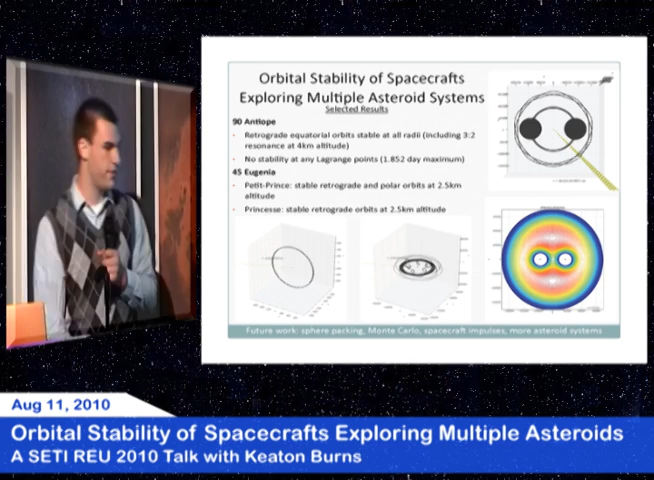 Orbital Stability of Spacecrafts
Exploring Multiple Asteroid Systems
Selected Results
90 Antiope
Retrograde equatorial orbits stable at all radii (including 3:2
resonance at 4km altitude)
No stability at any Lagrange points (1.852 day maximum)
45 Eugenia
Petit-Prince: stable retrograde and polar orbits at 2.5km
altitude
Princesse: stable retrograde orbits at 2.5km altitude
Future work: sphere packing, Monte Carlo, spacecraft impulses, more asteroid systems
Aug 11, 2010
Orbital Stability of Spacecrafts Exploring Multiple Asteroids
A SETI REU 2010 Talk with Keaton Burns